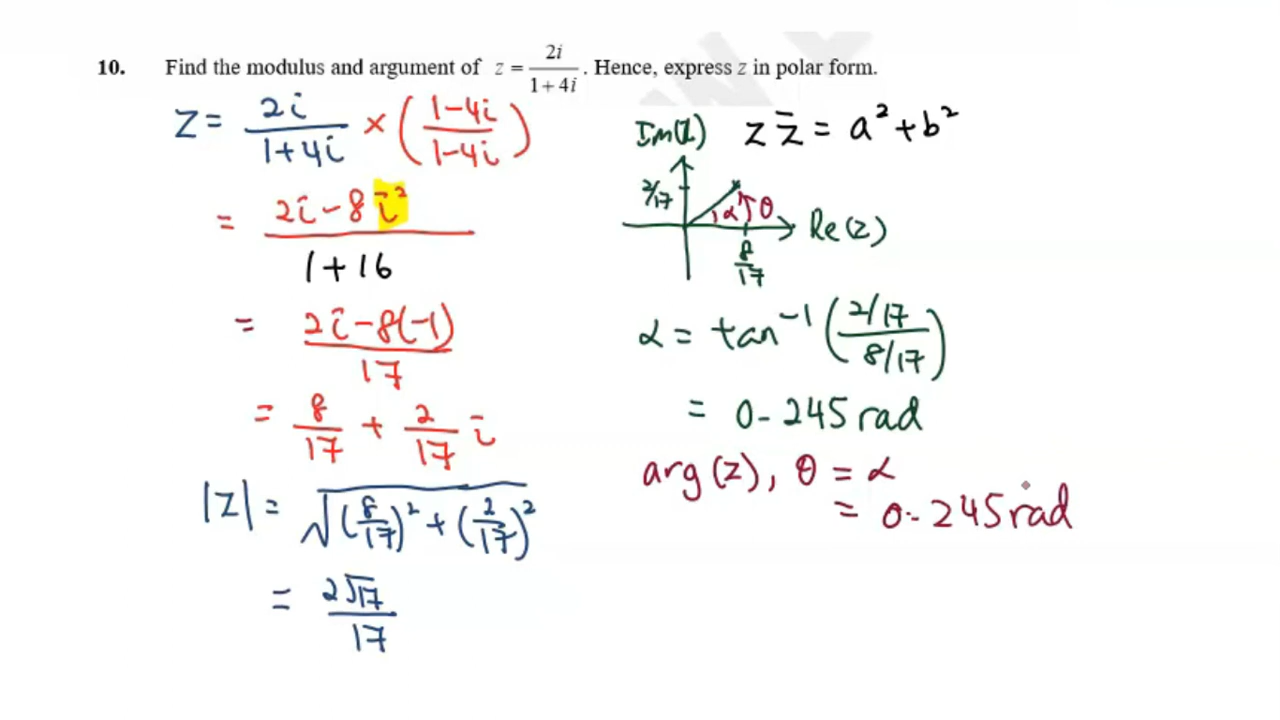 10. Find the modulus and argument of z = 2i / (1 + 4i). Hence, express z in polar form.
z = 2i / (1+4i) × ((1-4i) / (1-4i))
= (2i - 8i²) / (1+16)
= (2i - 8(-1)) / 17
= 8/17 + 2/17 i
|z| = √((8/17)² + (2/17)²)
= 2√17 / 17
Im(z) z z̄ = a² + b²
2/17
α θ
Re(z)
8/17
α = tan⁻¹ ((2/17) / (8/17))
= 0.245 rad
arg(z), θ = α
= 0.245 rad